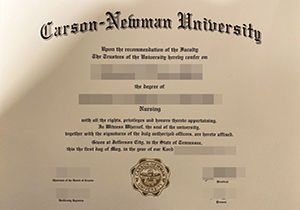 Carson-Newman University
Upon the recommendation of the Faculty
The Trustees of the University hereby confer on
the degree of
Nursing
with all the rights, privileges and honors thereto appertaining.
In Witness Whereof, the seal of the university,
together with the signatures of the duly authorized officers, are hereto affixed.
Given at Jefferson City, in the State of Tennessee,
this the first day of May, in the year of our Lord